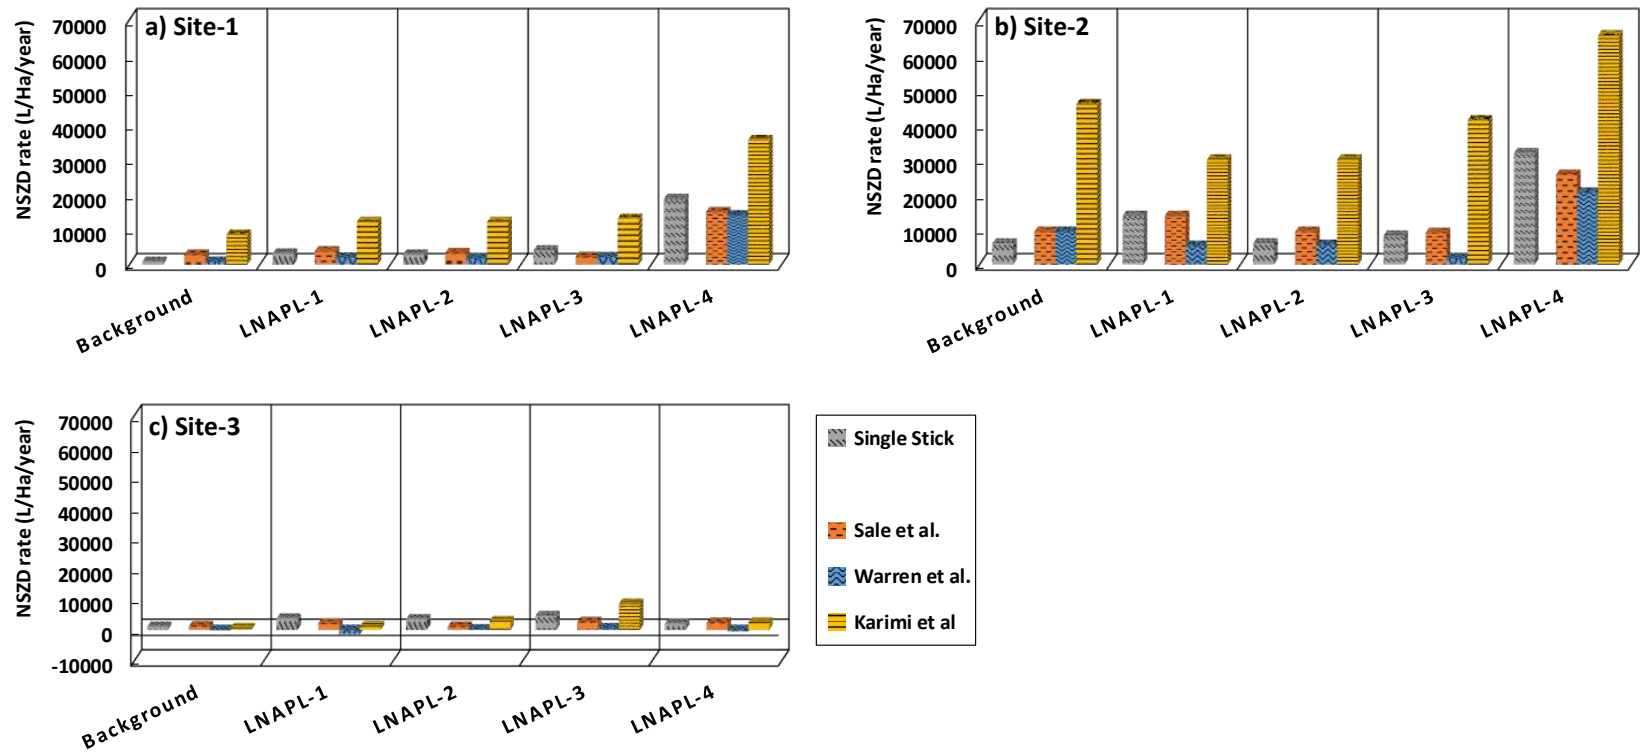 a) Site-1
NSZD rate (L/Ha/year)
70000
60000
50000
40000
30000
20000
10000
0
Background
LNAPL-1
LNAPL-2
LNAPL-3
LNAPL-4
b) Site-2
NSZD rate (L/Ha/year)
70000
60000
50000
40000
30000
20000
10000
0
Background
LNAPL-1
LNAPL-2
LNAPL-3
LNAPL-4
c) Site-3
NSZD rate (L/Ha/year)
70000
60000
50000
40000
30000
20000
10000
0
-10000
Background
LNAPL-1
LNAPL-2
LNAPL-3
LNAPL-4
Single Stick
Sale et al.
Warren et al.
Karimi et al